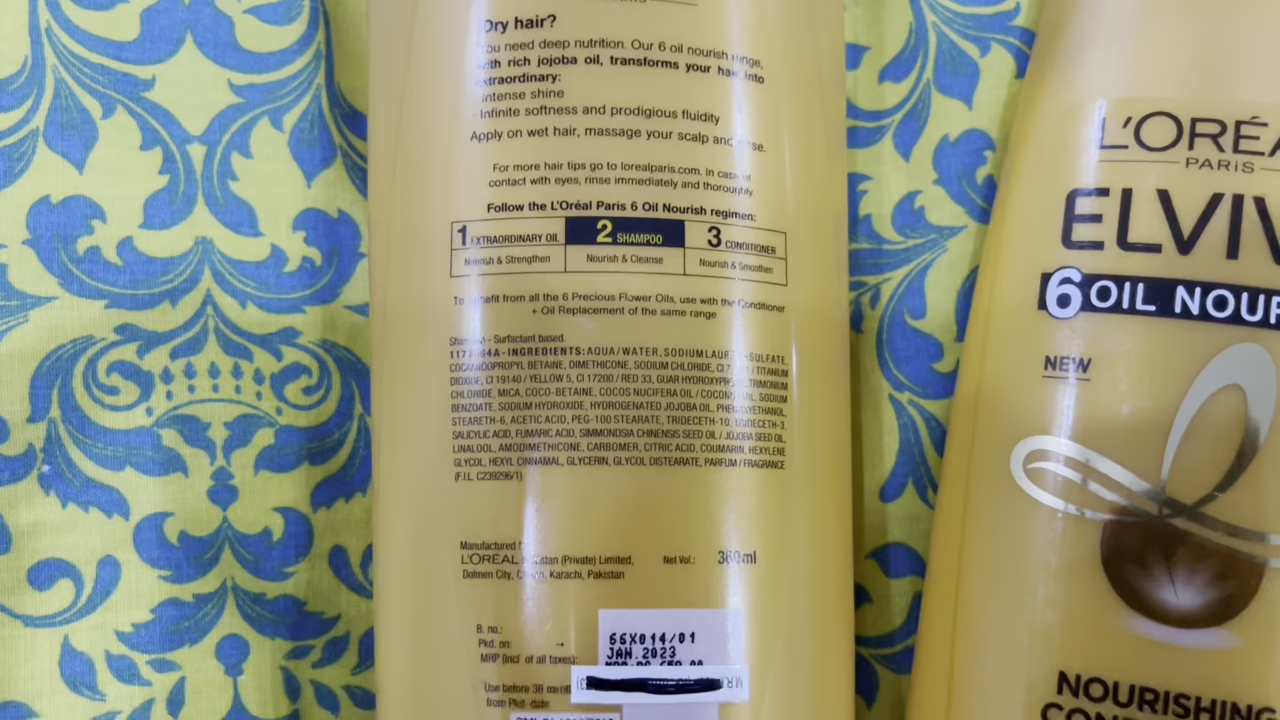 Dry hair?
You need deep nutrition. Our 6 oil nourish range,
with rich jojoba oil, transforms your hair into
extraordinary:
Intense shine
- Infinite softness and prodigious fluidity
Apply on wet hair, massage your scalp and
For more hair tips go to lorealparis.com. In case of
contact with eyes, rinse immediately and thoroughly.
Follow the L'Oréal Paris 6 Oil Nourish regimen:
1 EXTRAORDINARY OIL 2 SHAMPOO 3 CONDITIONER
Nourish & Strengthen Nourish & Cleanse Nourish & Smoothen
To benefit from all the 6 Precious Flower Oils, use with the Conditioner
+ Oil Replacement of the same range
Shampoo - Surfactant based.
INGREDIENTS: AQUA / WATER, SODIUM LAURETH SULFATE,
COCAMIDOPROPYL BETAINE, DIMETHICONE, SODIUM CHLORIDE, CI / TITANIUM
DIOXIDE, CI 19140 / YELLOW 5, CI 17200 / RED 33, GUAR HYDROXYPROPYLTRIMONIUM
CHLORIDE, MICA, COCO-BETAINE, COCOS NUCIFERA OIL / COCONUT OIL, SODIUM
BENZOATE, SODIUM HYDROXIDE, HYDROGENATED JOJOBA OIL, PHENOXYETHANOL,
STEARETH-6, ACETIC ACID, PEG-100 STEARATE, TRIDECETH-10, TRIDECETH-3,
SALICYLIC ACID, FUMARIC ACID, SIMMONDSIA CHINENSIS SEED OIL / JOJOBA SEED OIL,
LINALOOL, AMODIMETHICONE, CARBOMER, CITRIC ACID, COUMARIN, HEXYLENE
GLYCOL, HEXYL CINNAMAL, GLYCERIN, GLYCOL DISTEARATE, PARFUM / FRAGRANCE
(F.I.L. C239296/1)
Manufactured
L'ORÉAL Pakistan (Private) Limited, Net Vol.: 360ml
Dolmen City, Clifton, Karachi, Pakistan
B. no.: 66X014/01
Pkd. on: → JAN.2023
MRP (incl of all taxes):
Use before 36 months
from Pkd. date
L'ORÉA
PARIS
ELVIV
6 OIL NOUR
NEW
NOURISHING